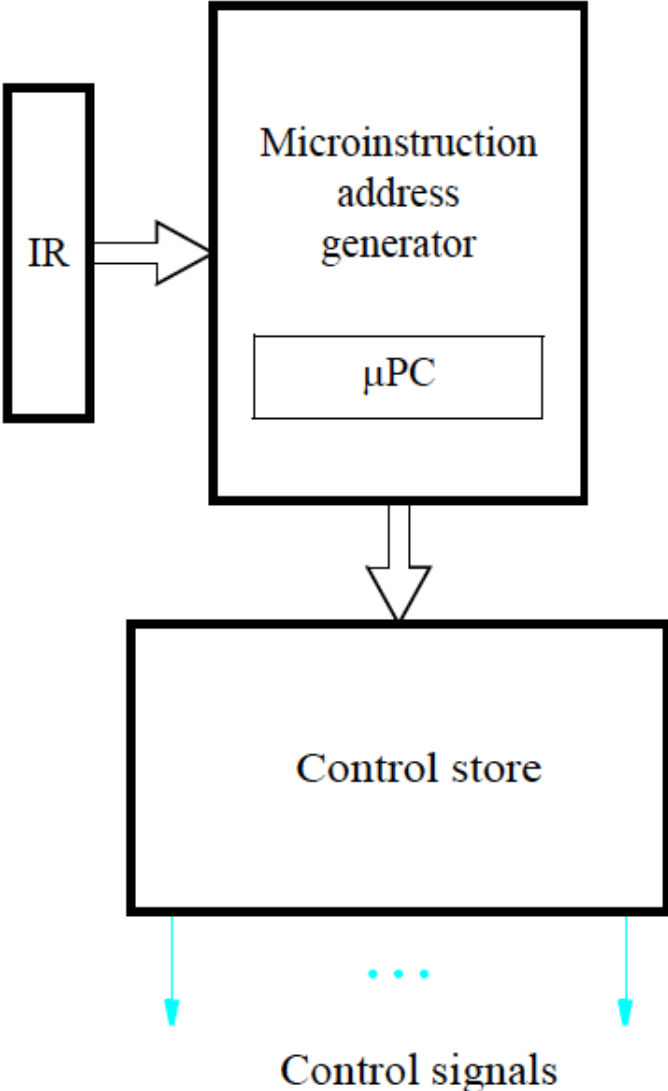 Microinstruction
address
generator
IR
μPC
Control store
Control signals